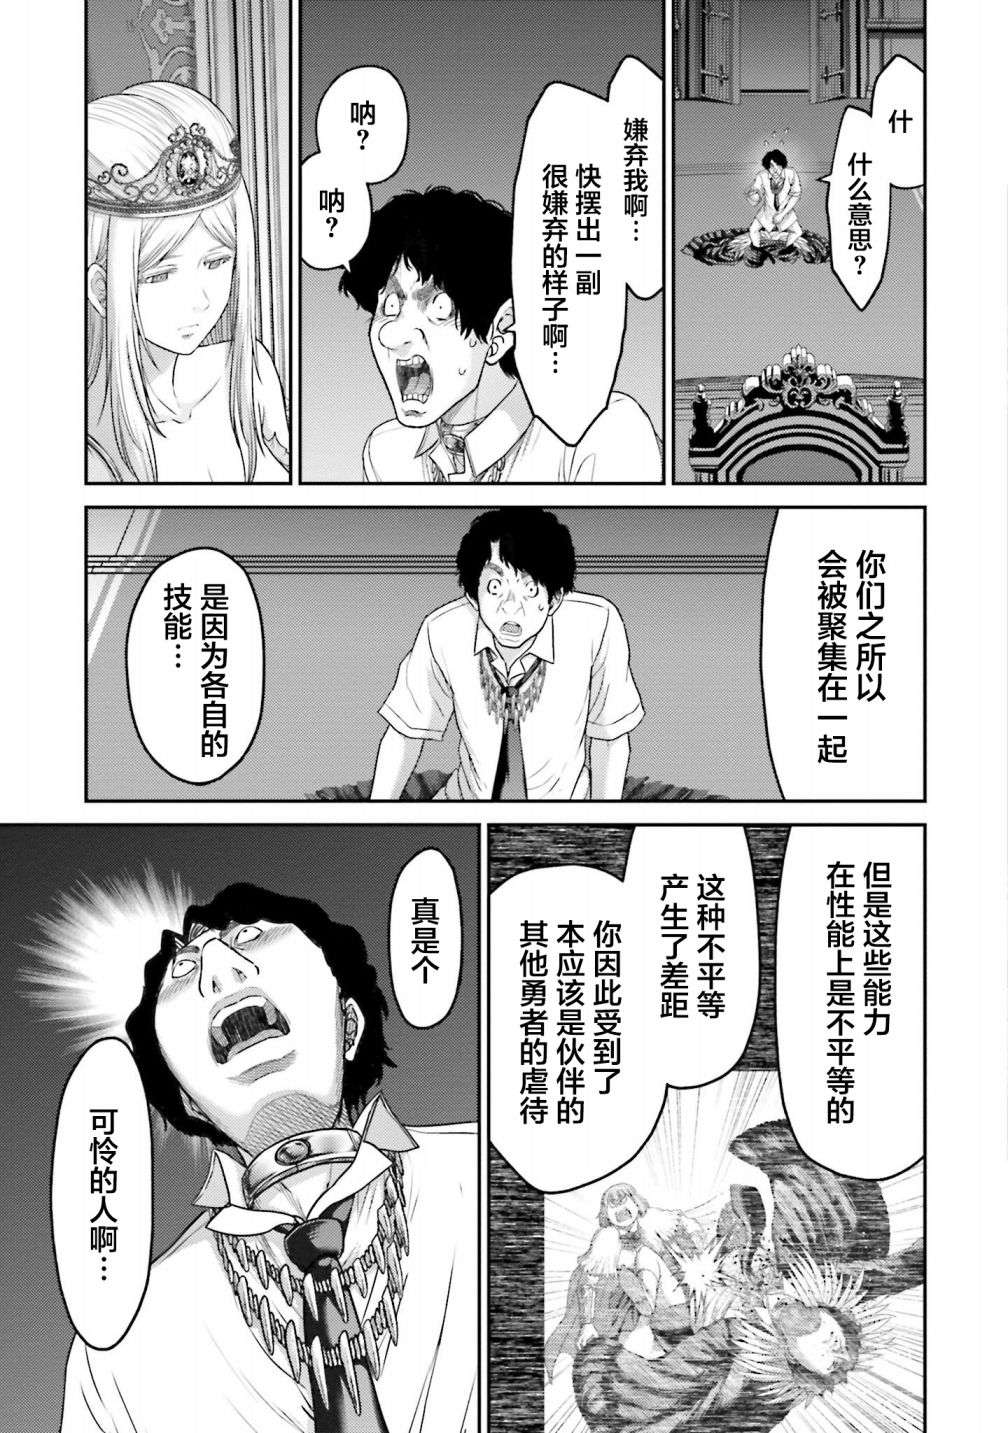 什
什么意思？
嫌弃我啊…
快摆出一副
很嫌弃的样子啊…
呐？
呐？
你们之所以
会被聚集在一起
是因为各自的
技能…
但是这些能力
在性能上是不平等的
这种不平等
产生了差距
你因此受到了
本应该是伙伴的
其他勇者的虐待
真是个
可怜的人啊…